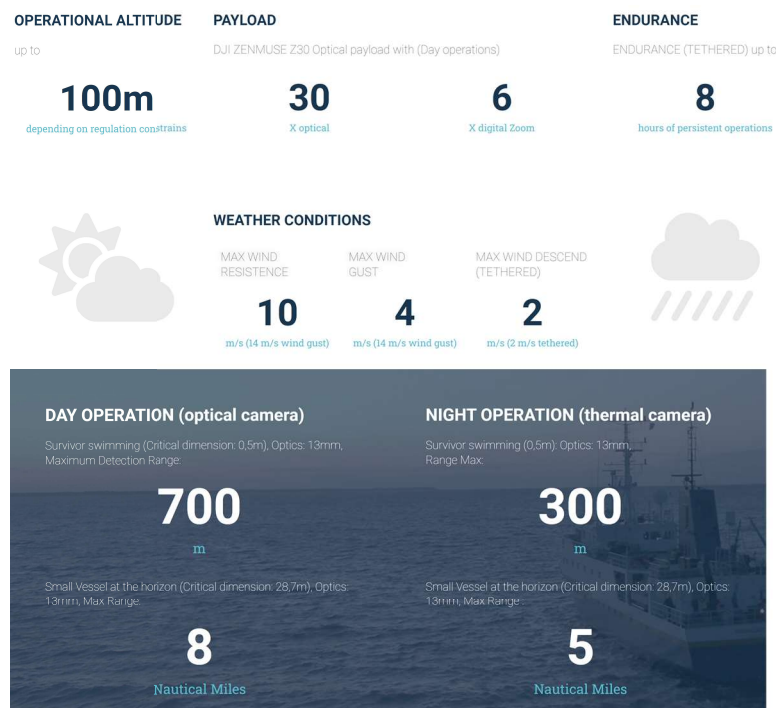 OPERATIONAL ALTITUDE
up to
100m
depending on regulation constrains
PAYLOAD
DJI ZENMUSE Z30 Optical payload with (Day operations)
30
X optical
6
X digital Zoom
ENDURANCE
ENDURANCE (TETHERED) up to
8
hours of persistent operations
WEATHER CONDITIONS
MAX WIND
RESISTENCE
10
m/s (14 m/s wind gust)
MAX WIND
GUST
4
m/s (14 m/s wind gust)
MAX WIND DESCEND
(TETHERED)
2
m/s (2 m/s tethered)
DAY OPERATION (optical camera)
Survivor swimming (Critical dimension: 0,5m), Optics: 13mm,
Maximum Detection Range:
700
m
Small Vessel at the horizon (Critical dimension: 28,7m), Optics:
13mm, Max Range:
8
Nautical Miles
NIGHT OPERATION (thermal camera)
Survivor swimming (0,5m): Optics: 13mm,
Range Max:
300
m
Small Vessel at the horizon (Critical dimension: 28,7m), Optics:
13mm, Max Range
5
Nautical Miles